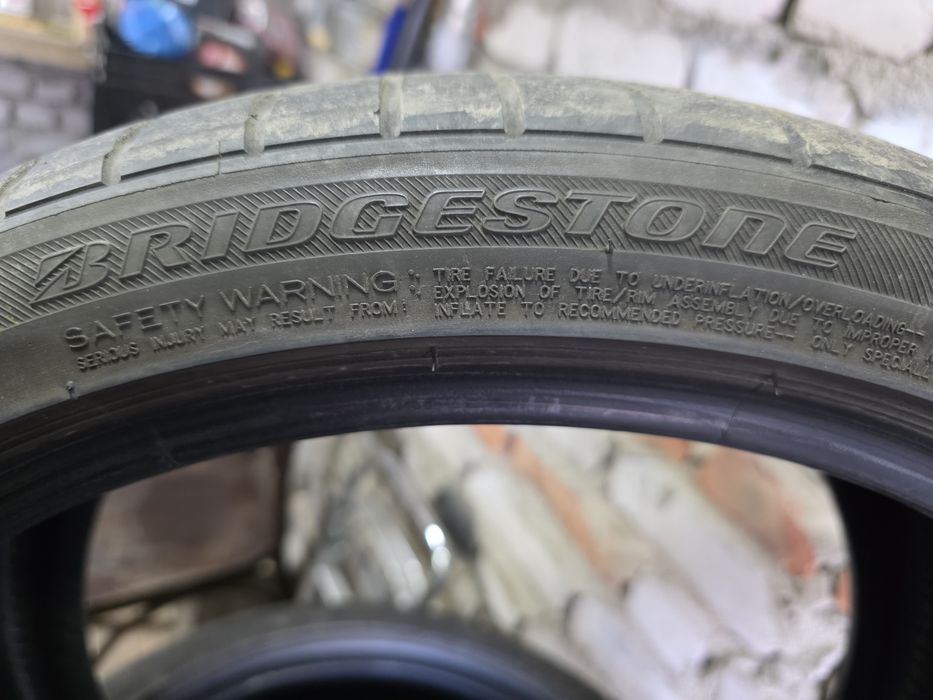 BRIDGESTONE
SAFETY WARNING
SERIOUS INJURY MAY RESULT FROM:
TIRE FAILURE DUE TO UNDERINFLATION/OVERLOADING—
EXPLOSION OF TIRE/RIM ASSEMBLY DUE TO IMPROPER
INFLATE TO RECOMMENDED PRESSURE— ONLY SPECIALL